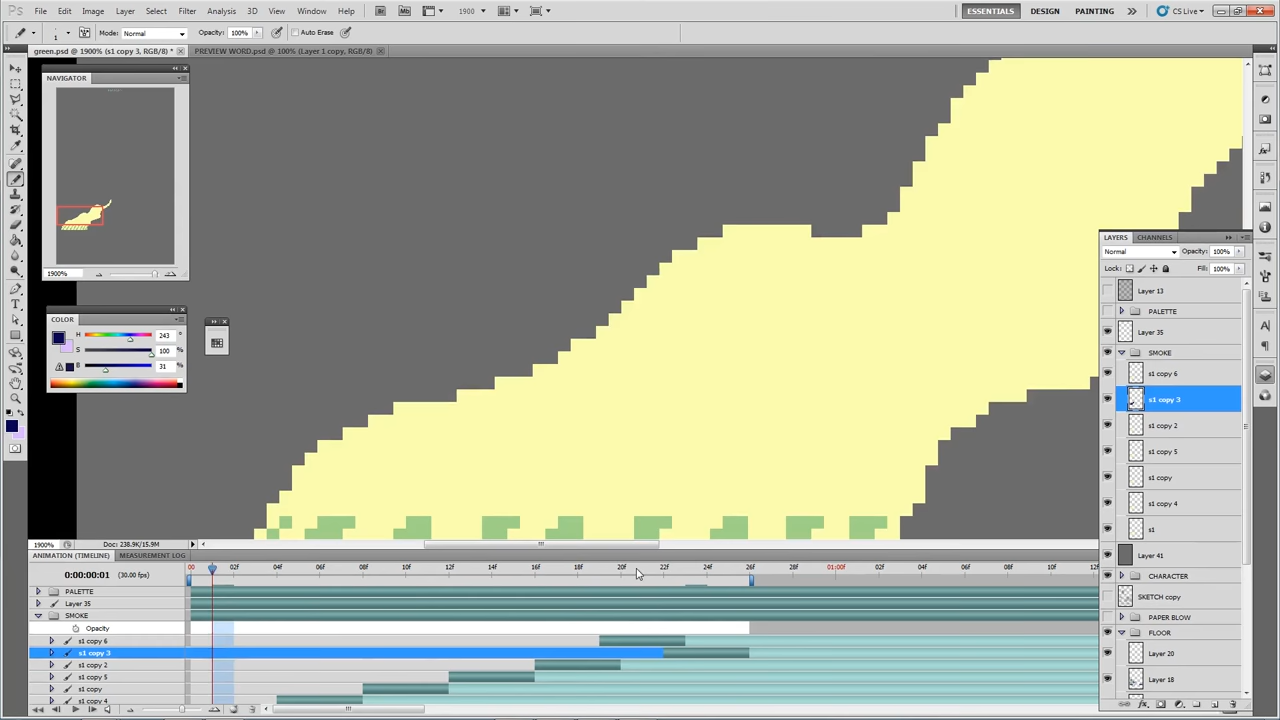 Ps File Edit Image Layer Select Filter Analysis 3D View Window Help Br Mb 1900 ESSENTIALS DESIGN PAINTING CS Live
1 Mode: Normal Opacity: 100% Auto Erase
green.psd @ 1900% (s1 copy 3, RGB/8) * PREVIEW WORD.psd @ 100% (Layer 1 copy, RGB/8)
NAVIGATOR
1900%
COLOR
H 243 °
S 100 %
B 31 %
LAYERS CHANNELS
Normal Opacity: 100%
Lock: Fill: 100%
Layer 13
PALETTE
Layer 35
SMOKE
s1 copy 6
s1 copy 3
s1 copy 2
s1 copy 5
s1 copy
s1 copy 4
s1
Layer 41
CHARACTER
SKETCH copy
PAPER BLOW
FLOOR
Layer 20
Layer 18
1900% Doc: 238.9K/15.9M
ANIMATION (TIMELINE) MEASUREMENT LOG
0:00:00:01 (30.00 fps) 00 02F 04F 06F 08F 10F 12F 14F 16F 18F 20F 22F 24F 26F 28F 01:00F 02F 04F 06F 08F 10F 12F
PALETTE
Layer 35
SMOKE
Opacity
s1 copy 6
s1 copy 3
s1 copy 2
s1 copy 5
s1 copy
s1 copy 4